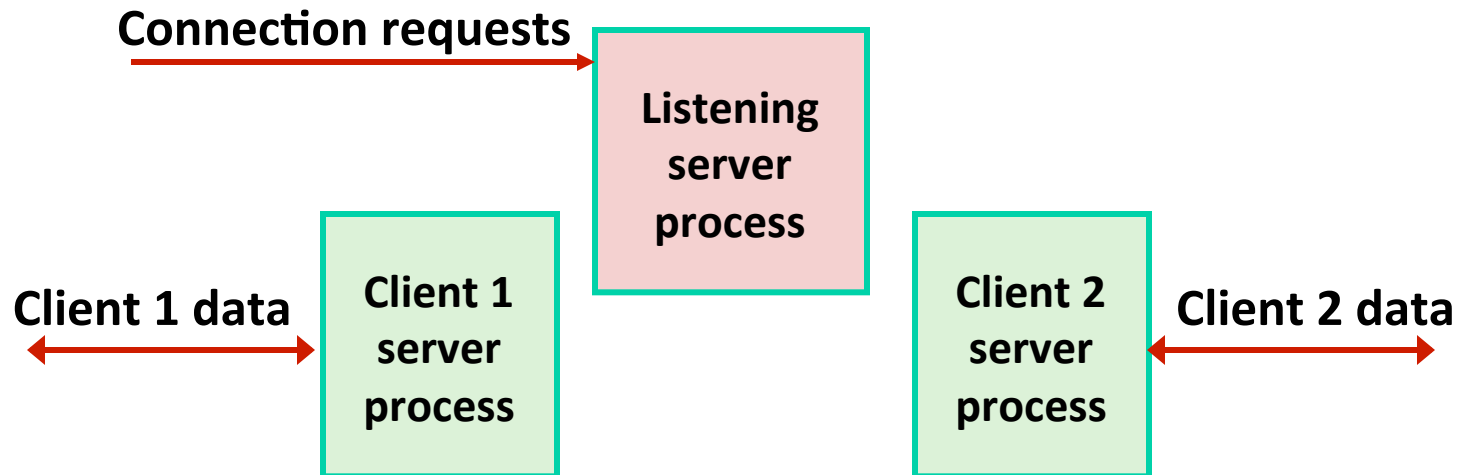 Connection requests
Listening
server
process
Client 1 data
Client 1
server
process
Client 2
server
process
Client 2 data